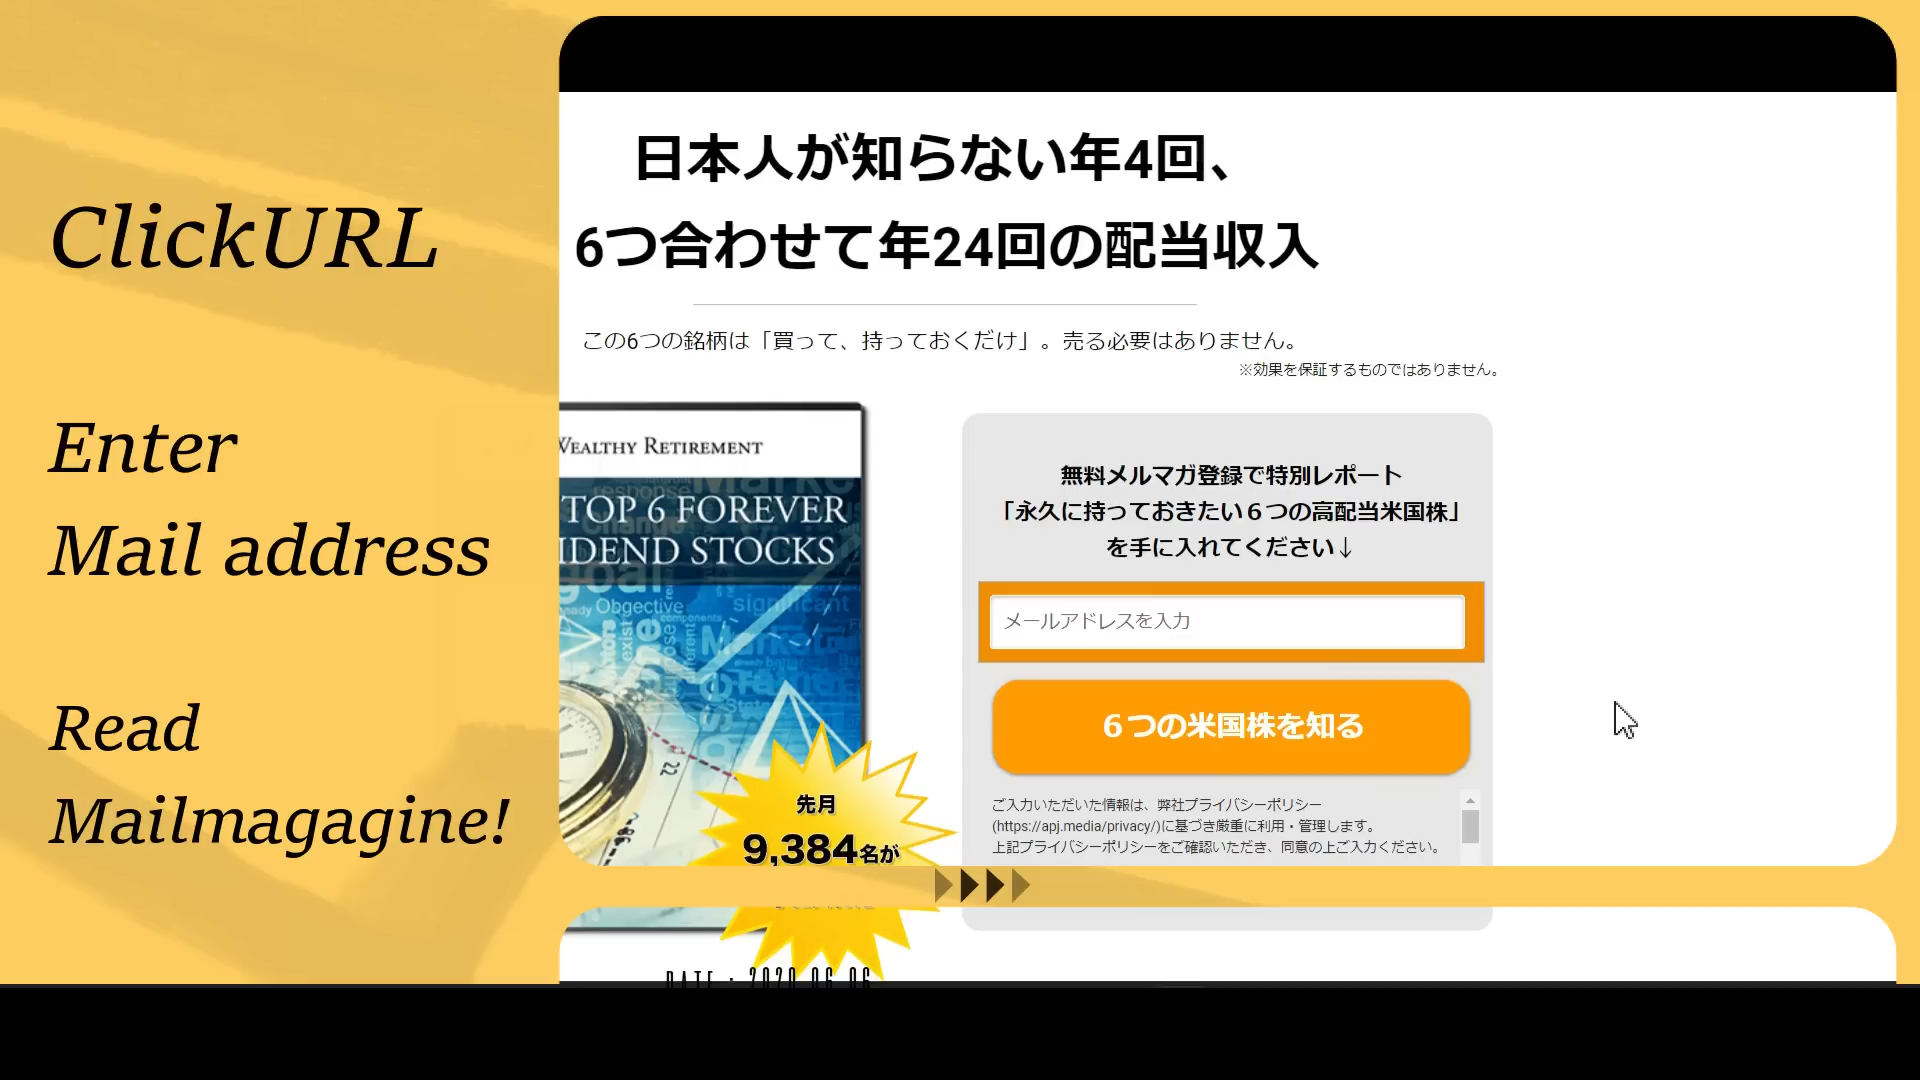 ClickURL
Enter
Mail address
Read
Mailmagagine!
日本人が知らない年4回、
6つ合わせて年24回の配当収入
この6つの銘柄は「買って、持っておくだけ」。売る必要はありません。
※効果を保証するものではありません。
WEALTHY RETIREMENT
TOP 6 FOREVER
IDEND STOCKS
response
goal
Obgective
significant
components
先月
9,384名が
無料メルマガ登録で特別レポート
「永久に持っておきたい６つの高配当米国株」
を手に入れてください↓
メールアドレスを入力
６つの米国株を知る
ご入力いただいた情報は、弊社プライバシーポリシー
(https://apj.media/privacy/)に基づき厳重に利用・管理します。
上記プライバシーポリシーをご確認いただき、同意の上ご入力ください。
DATE : 2020.06.06